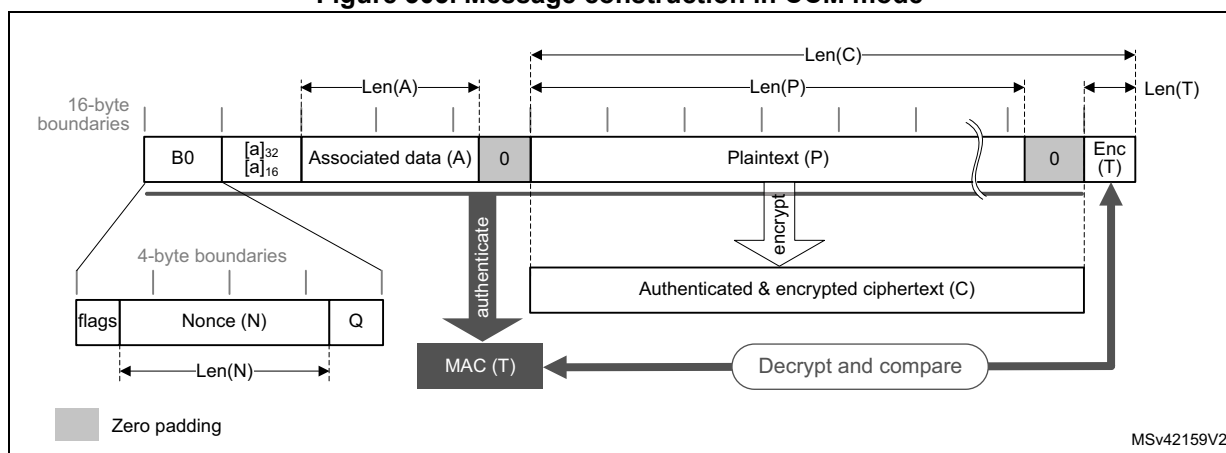 Figure Message construction in CCM mode
Len(C)
Len(A)
Len(P)
Len(T)
16-byte
boundaries
B0
[a]32
[a]16
Associated data (A)
0
Plaintext (P)
0
Enc
(T)
authenticate
encrypt
4-byte boundaries
Authenticated & encrypted ciphertext (C)
flags
Nonce (N)
Q
Len(N)
MAC (T)
Decrypt and compare
Zero padding
MSv42159V2